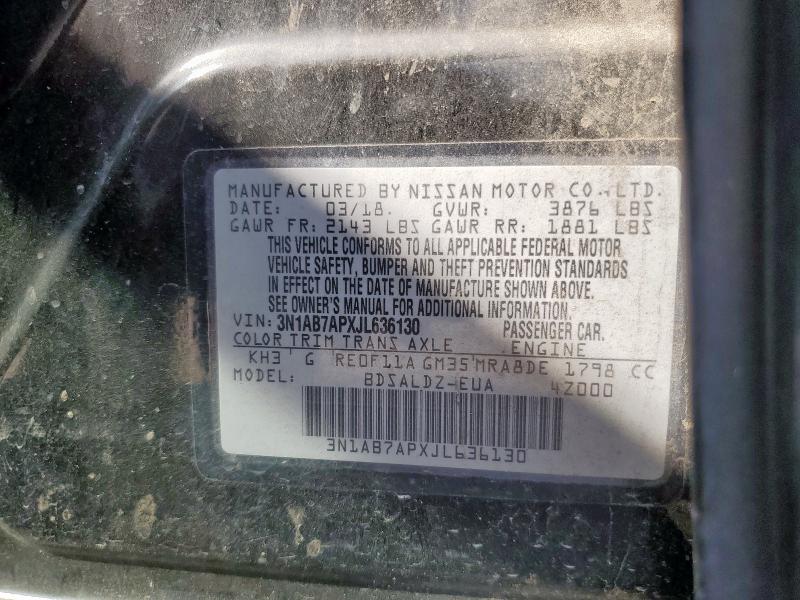 MANUFACTURED BY NISSAN MOTOR CO.,LTD.
DATE: 03/18. GVWR: 3876 LBS
GAWR FR: 2143 LBS GAWR RR: 1881 LBS
THIS VEHICLE CONFORMS TO ALL APPLICABLE FEDERAL MOTOR
VEHICLE SAFETY, BUMPER AND THEFT PREVENTION STANDARDS
IN EFFECT ON THE DATE OF MANUFACTURE SHOWN ABOVE.
SEE OWNER'S MANUAL FOR ADDITIONAL INFORMATION.
VIN: 3N1AB7APXJL636130 PASSENGER CAR.
COLOR TRIM TRANS AXLE ENGINE
KH3 G RE0F11A GM35 MRA8DE 1798 CC
MODEL: BDSALDZ-EUA 4Z000
3N1AB7APXJL636130